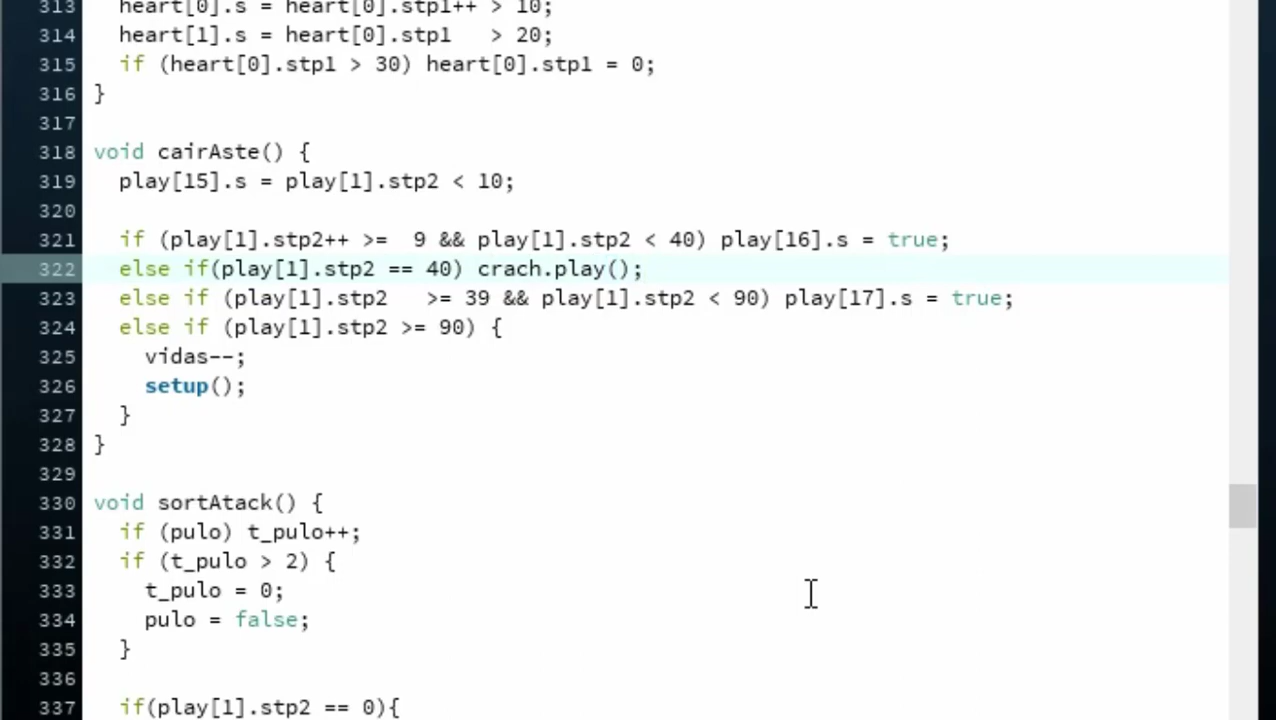 313 heart[0].s = heart[0].stp1++ > 10;
314 heart[1].s = heart[0].stp1   > 20;
315 if (heart[0].stp1 > 30) heart[0].stp1 = 0;
316 }
317
318 void cairAste() {
319 play[15].s = play[1].stp2 < 10;
320
321 if (play[1].stp2++ >=  9 && play[1].stp2 < 40) play[16].s = true;
322 else if(play[1].stp2 == 40) crach.play();
323 else if (play[1].stp2   >= 39 && play[1].stp2 < 90) play[17].s = true;
324 else if (play[1].stp2 >= 90) {
325 vidas--;
326 setup();
327 }
328 }
329
330 void sortAtack() {
331 if (pulo) t_pulo++;
332 if (t_pulo > 2) {
333 t_pulo = 0;
334 pulo = false;
335 }
336
337 if(play[1].stp2 == 0){